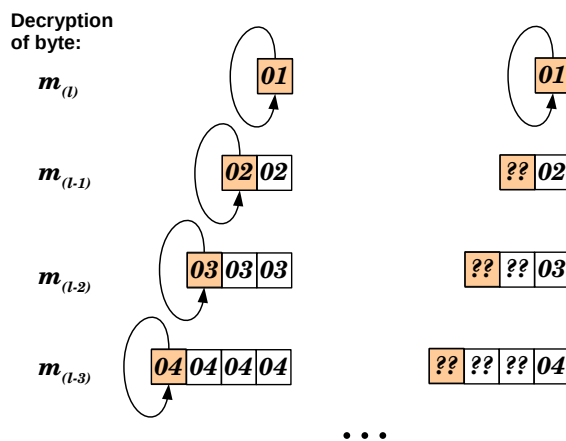 Decryption
of byte:
m(l) 01 01
m(l-1) 02 02 ?? 02
m(l-2) 03 03 03 ?? ?? 03
m(l-3) 04 04 04 04 ?? ?? ?? 04
• • •